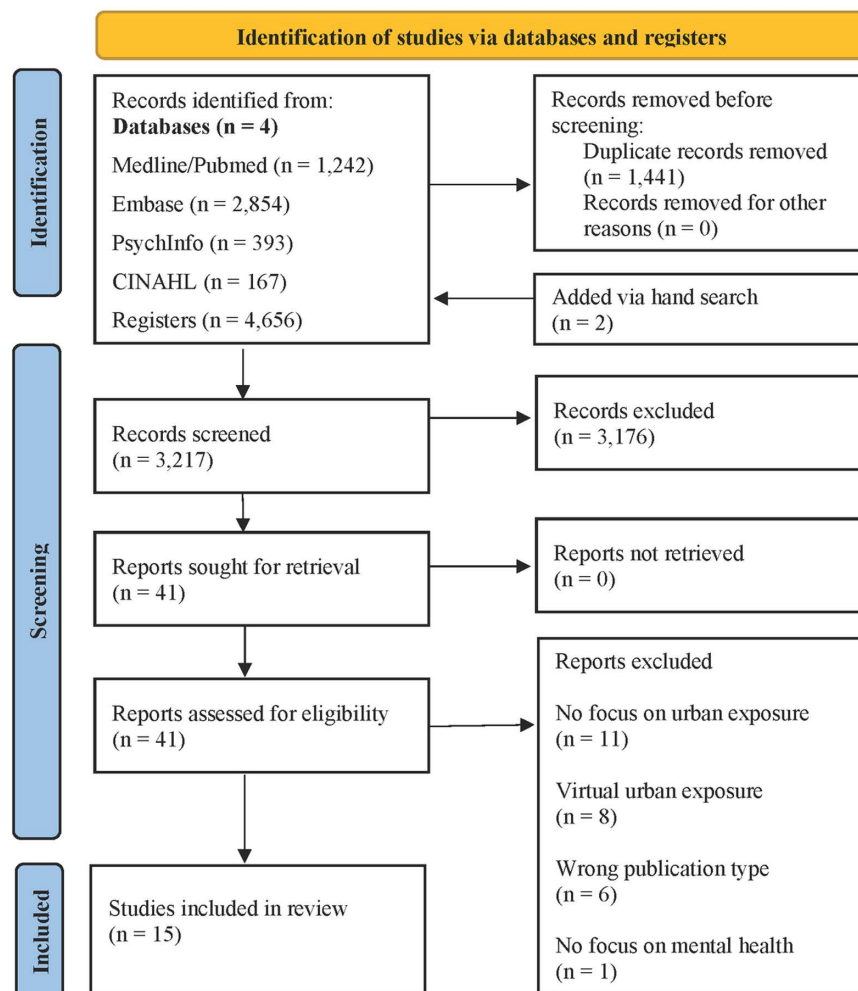 Identification of studies via databases and registers
Identification
Records identified from:
Databases (n = 4)
Medline/Pubmed (n = 1,242)
Embase (n = 2,854)
PsychInfo (n = 393)
CINAHL (n = 167)
Registers (n = 4,656)
Records removed before
screening:
Duplicate records removed
(n = 1,441)
Records removed for other
reasons (n = 0)
Added via hand search
(n = 2)
Screening
Records screened
(n = 3,217)
Records excluded
(n = 3,176)
Reports sought for retrieval
(n = 41)
Reports not retrieved
(n = 0)
Reports assessed for eligibility
(n = 41)
Reports excluded
No focus on urban exposure
(n = 11)
Virtual urban exposure
(n = 8)
Wrong publication type
(n = 6)
No focus on mental health
(n = 1)
Included
Studies included in review
(n = 15)